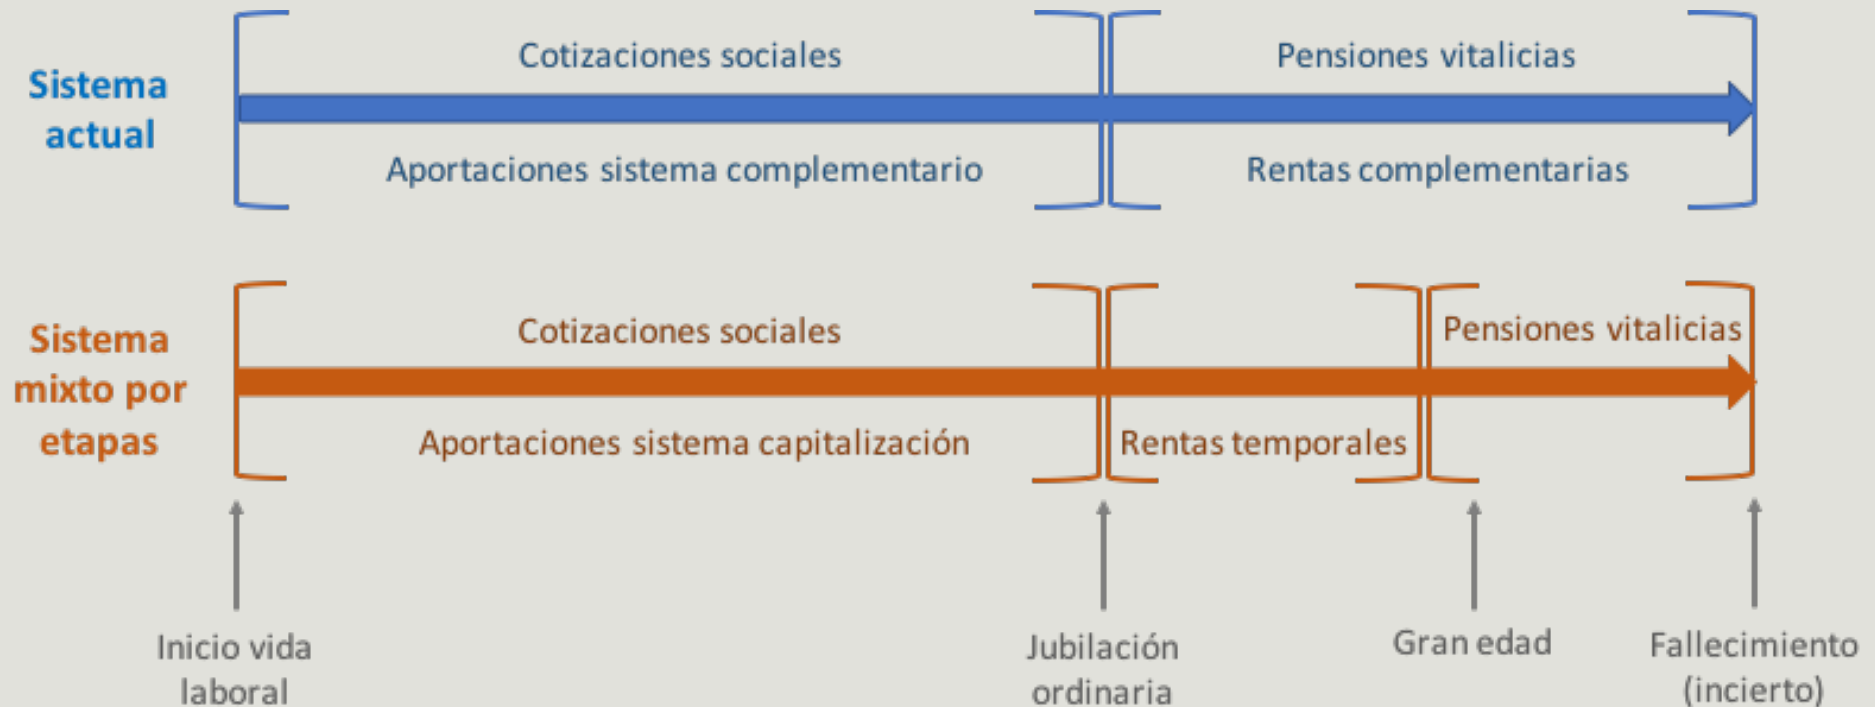 Sistema
actual
Cotizaciones sociales
Pensiones vitalicias
Aportaciones sistema complementario
Rentas complementarias
Sistema
mixto por
etapas
Cotizaciones sociales
Pensiones vitalicias
Aportaciones sistema capitalización
Rentas temporales
Inicio vida
laboral
Jubilación
ordinaria
Gran edad
Fallecimiento
(incierto)